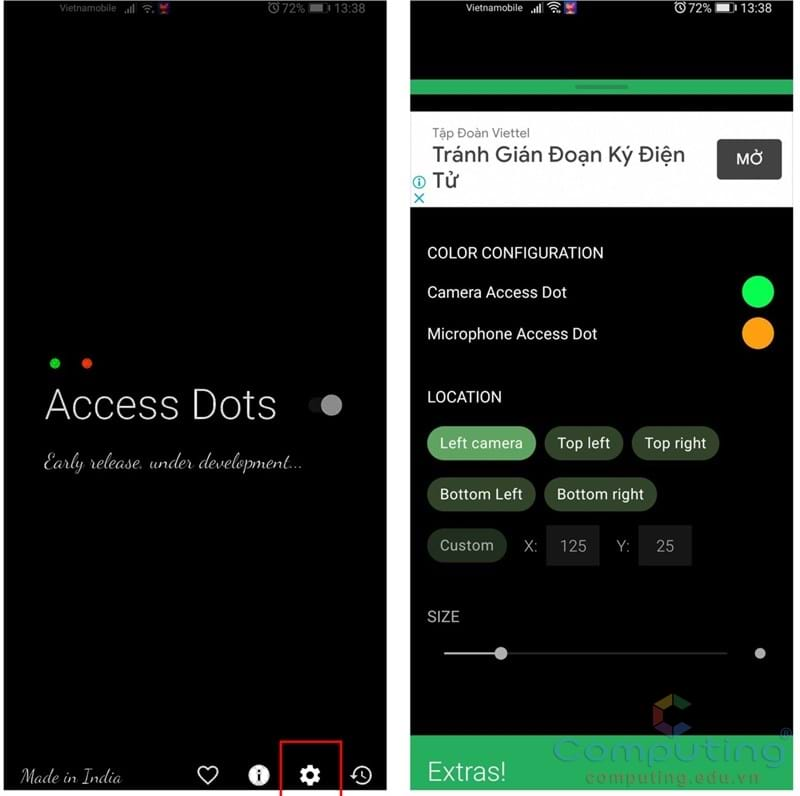 Vietnamobile 72% 13:38
Access Dots
Early release, under development...
Made in India
Vietnamobile 72% 13:38
Tập Đoàn Viettel
Tránh Gián Đoạn Ký Điện
Tử
MỞ
COLOR CONFIGURATION
Camera Access Dot
Microphone Access Dot
LOCATION
Left camera Top left Top right
Bottom Left Bottom right
Custom X: 125 Y: 25
SIZE
Extras!
Computing
computing.edu.vn